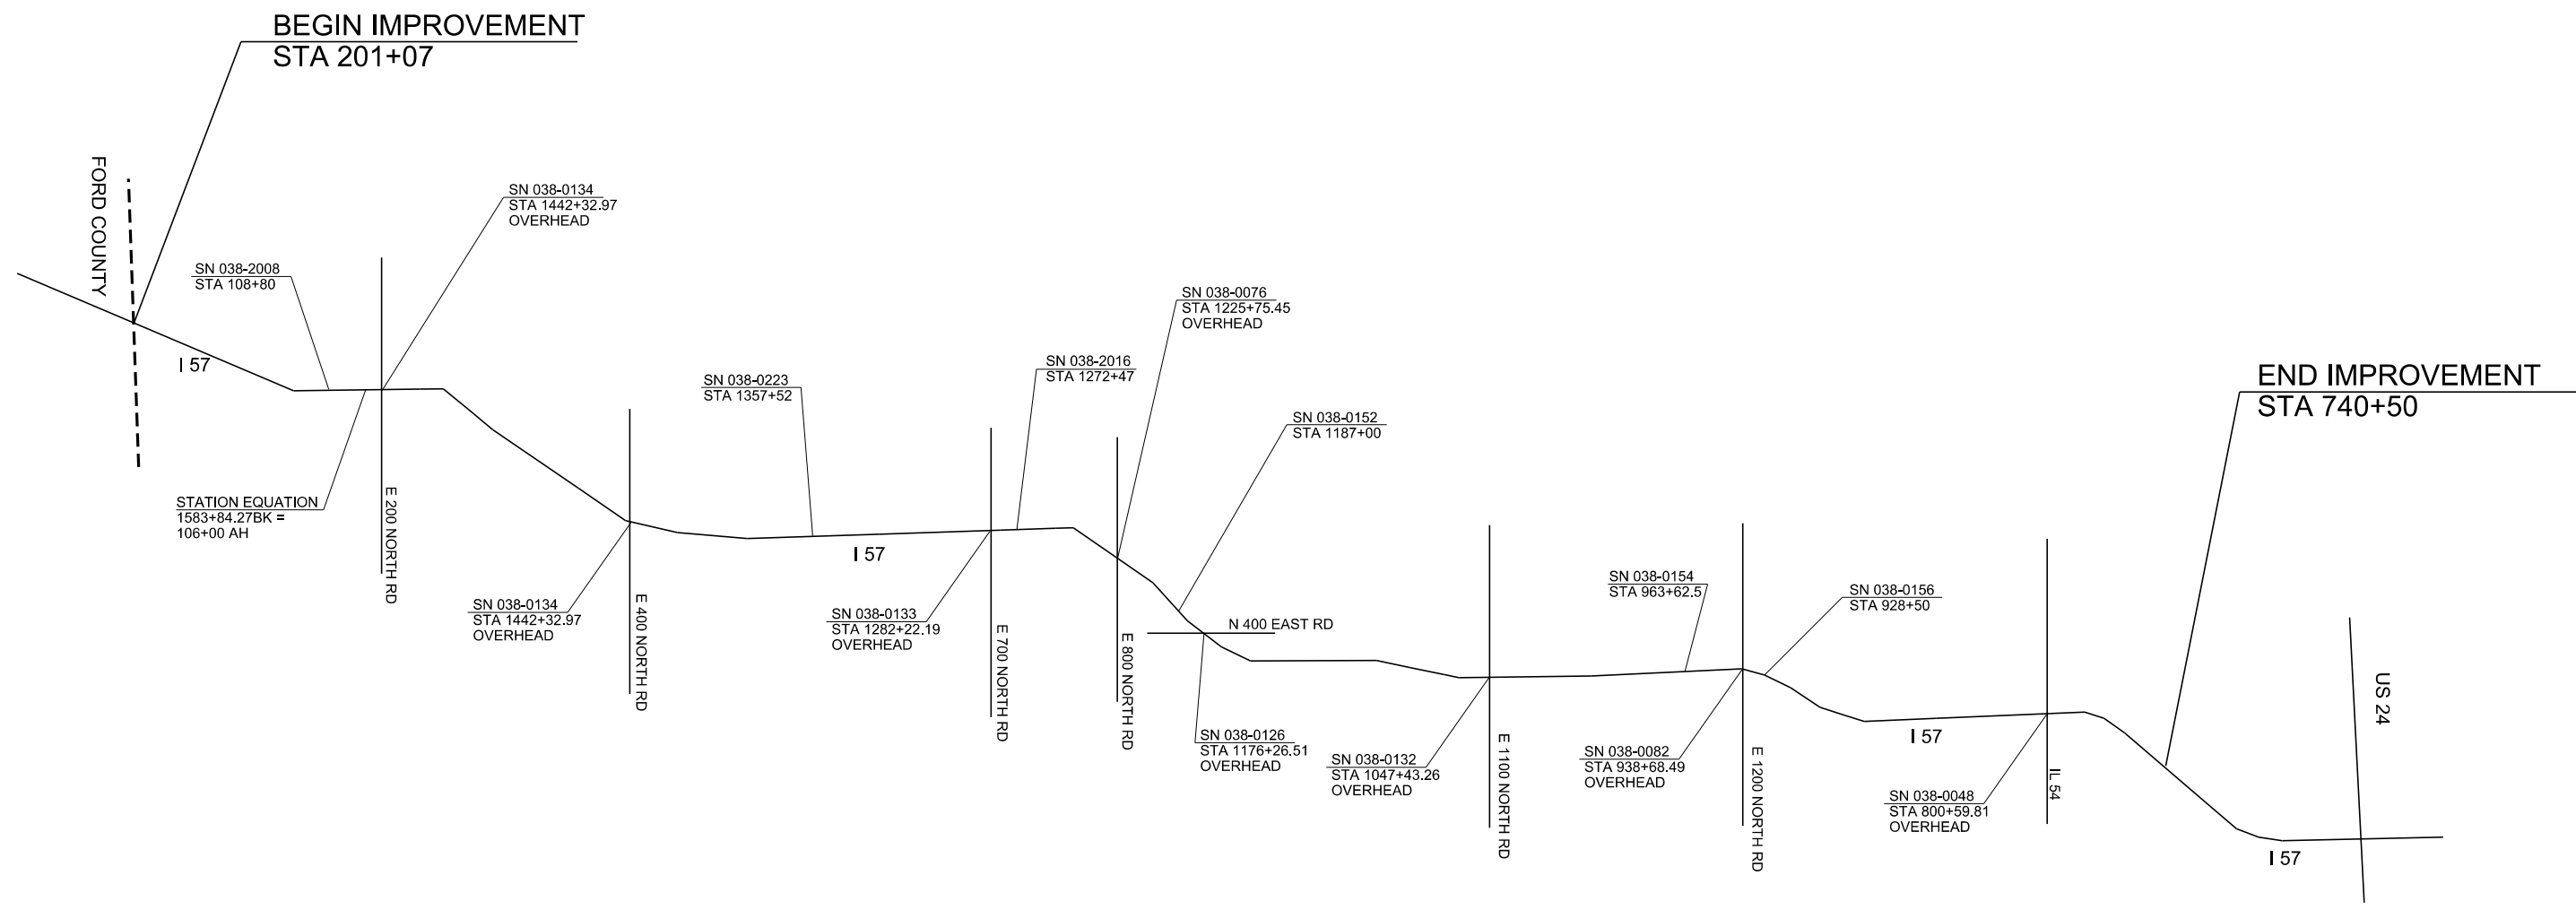 BEGIN IMPROVEMENT
STA 201+07
FORD COUNTY
SN 038-0134
STA 1442+32.97
OVERHEAD
SN 038-2008
STA 108+80
I 57
STATION EQUATION
1583+84.27BK =
106+00 AH
E 200 NORTH RD
SN 038-0134
STA 1442+32.97
OVERHEAD
E 400 NORTH RD
SN 038-0223
STA 1357+52
I 57
SN 038-0133
STA 1282+22.19
OVERHEAD
E 700 NORTH RD
SN 038-2016
STA 1272+47
SN 038-0076
STA 1225+75.45
OVERHEAD
E 800 NORTH RD
SN 038-0152
STA 1187+00
N 400 EAST RD
SN 038-0126
STA 1176+26.51
OVERHEAD
SN 038-0132
STA 1047+43.26
OVERHEAD
E 1100 NORTH RD
SN 038-0154
STA 963+62.5
SN 038-0082
STA 938+68.49
OVERHEAD
E 1200 NORTH RD
SN 038-0156
STA 928+50
I 57
SN 038-0048
STA 800+59.81
OVERHEAD
IL 54
END IMPROVEMENT
STA 740+50
US 24
I 57